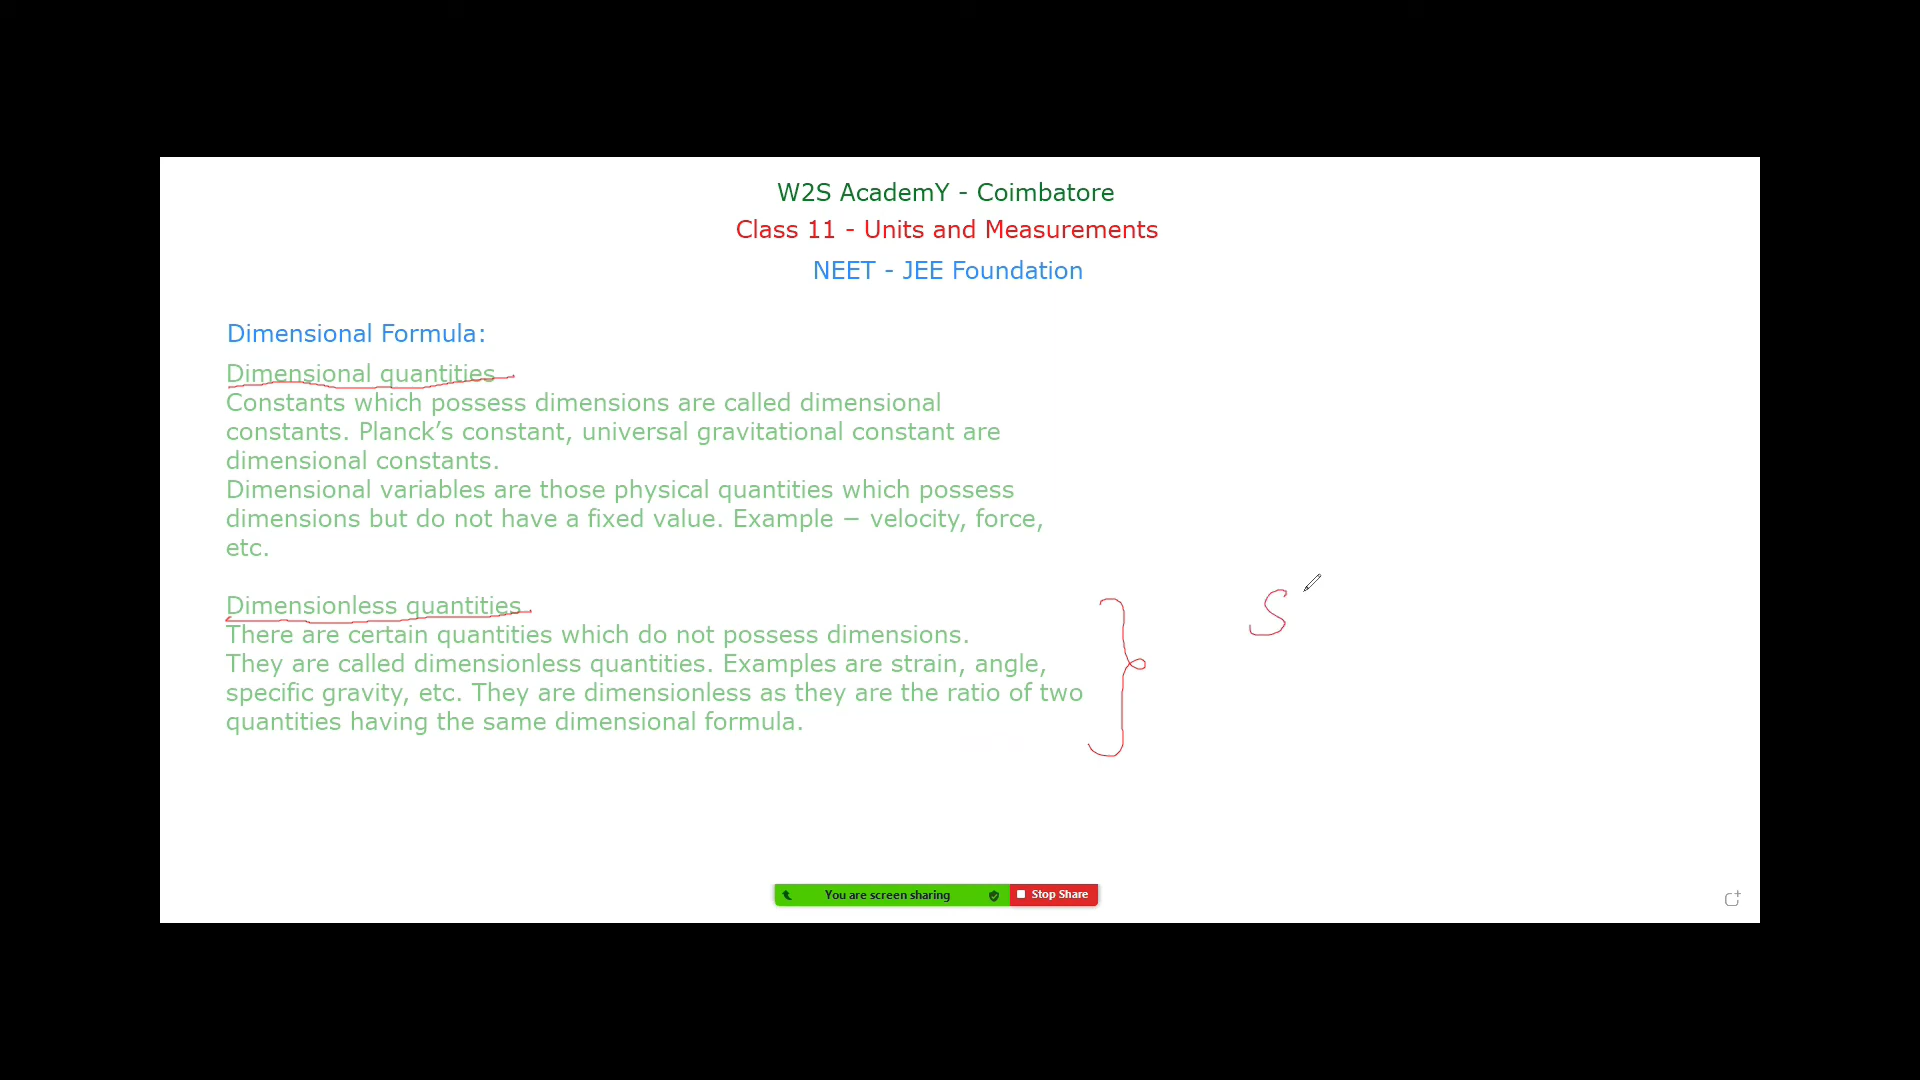 W2S AcademY - Coimbatore
Class 11 - Units and Measurements
NEET - JEE Foundation
Dimensional Formula:
Dimensional quantities
Constants which possess dimensions are called dimensional
constants. Planck’s constant, universal gravitational constant are
dimensional constants.
Dimensional variables are those physical quantities which possess
dimensions but do not have a fixed value. Example − velocity, force,
etc.
Dimensionless quantities
There are certain quantities which do not possess dimensions.
They are called dimensionless quantities. Examples are strain, angle,
specific gravity, etc. They are dimensionless as they are the ratio of two
quantities having the same dimensional formula.
S
You are screen sharing
Stop Share